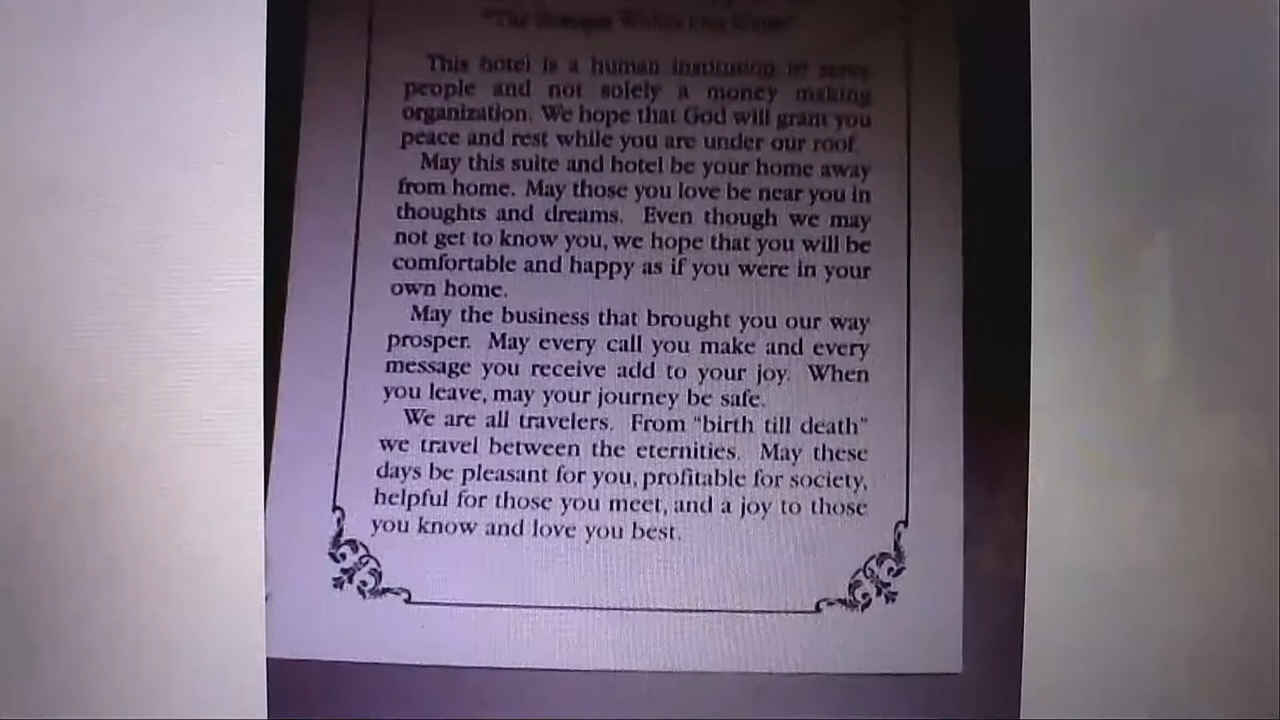 "The Stranger Within Our Gates"
This hotel is a human institution to serve
people and not solely a money making
organization. We hope that God will grant you
peace and rest while you are under our roof.
May this suite and hotel be your home away
from home. May those you love be near you in
thoughts and dreams. Even though we may
not get to know you, we hope that you will be
comfortable and happy as if you were in your
own home.
May the business that brought you our way
prosper. May every call you make and every
message you receive add to your joy. When
you leave, may your journey be safe.
We are all travelers. From "birth till death"
we travel between the eternities. May these
days be pleasant for you, profitable for society,
helpful for those you meet, and a joy to those
you know and love you best.